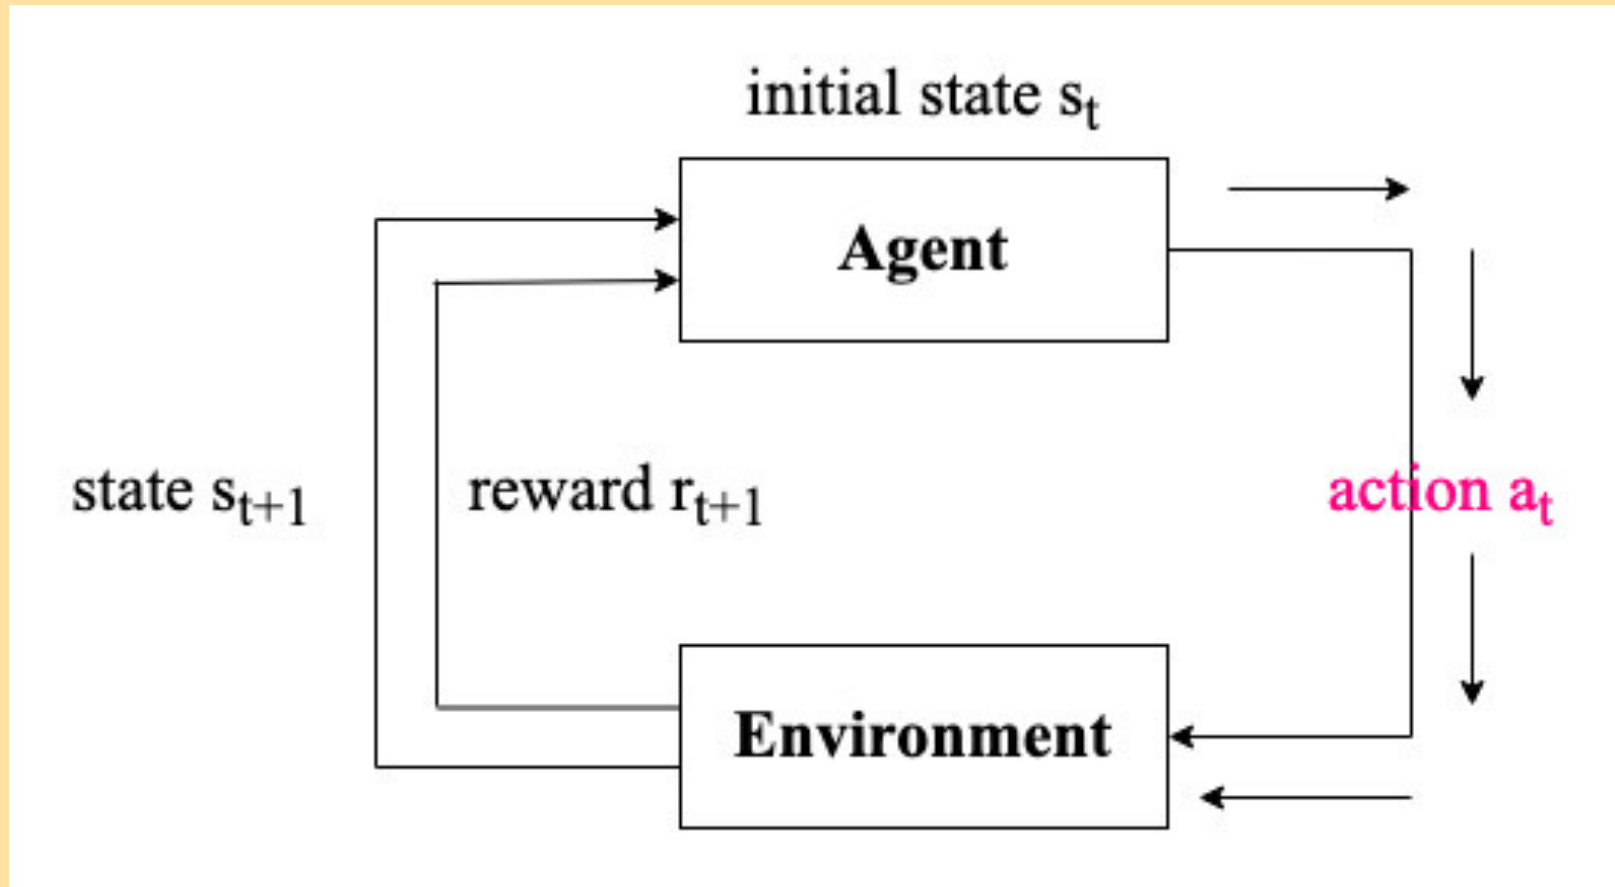 initial state sₜ
Agent
state sₜ₊₁
reward rₜ₊₁
action aₜ
Environment